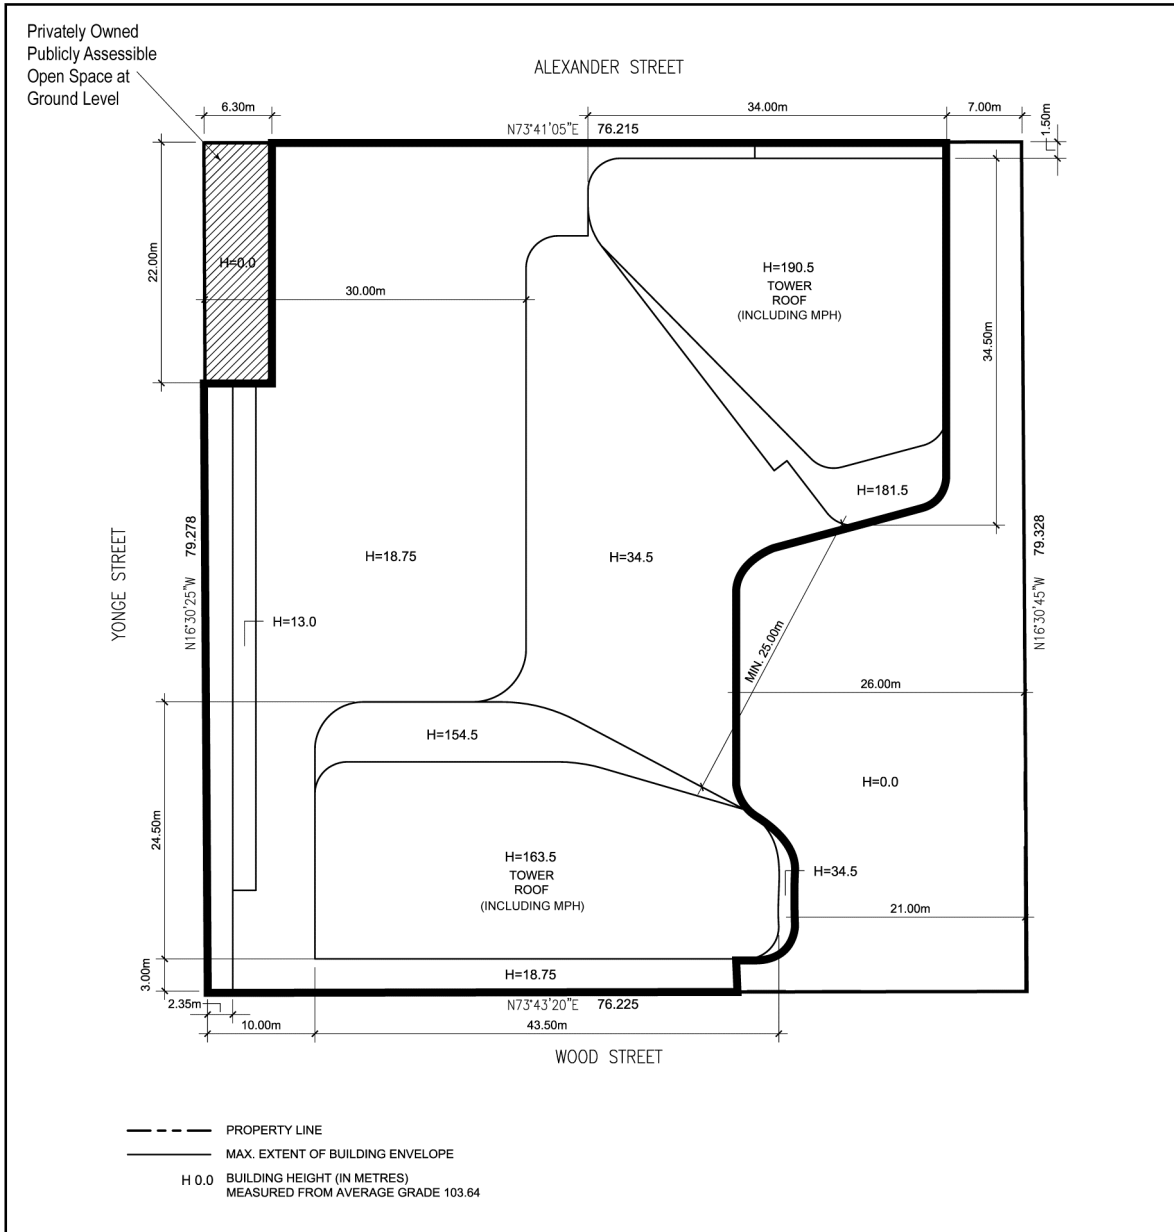 Privately Owned
Publicly Assessible
Open Space at
Ground Level
ALEXANDER STREET
6.30m
34.00m
7.00m
N73°41'05"E 76.215
1.50m
22.00m
H=0.0
30.00m
H=190.5
TOWER
ROOF
(INCLUDING MPH)
34.50m
H=181.5
YONGE STREET
N16°30'25"W 79.278
H=18.75
H=34.5
N16°30'45"W 79.328
H=13.0
MIN. 25.00m
26.00m
H=154.5
H=0.0
24.50m
H=163.5
TOWER
ROOF
(INCLUDING MPH)
H=34.5
21.00m
3.00m
H=18.75
2.35m
N73°43'20"E 76.225
10.00m
43.50m
WOOD STREET
PROPERTY LINE
MAX. EXTENT OF BUILDING ENVELOPE
H 0.0 BUILDING HEIGHT (IN METRES)
MEASURED FROM AVERAGE GRADE 103.64